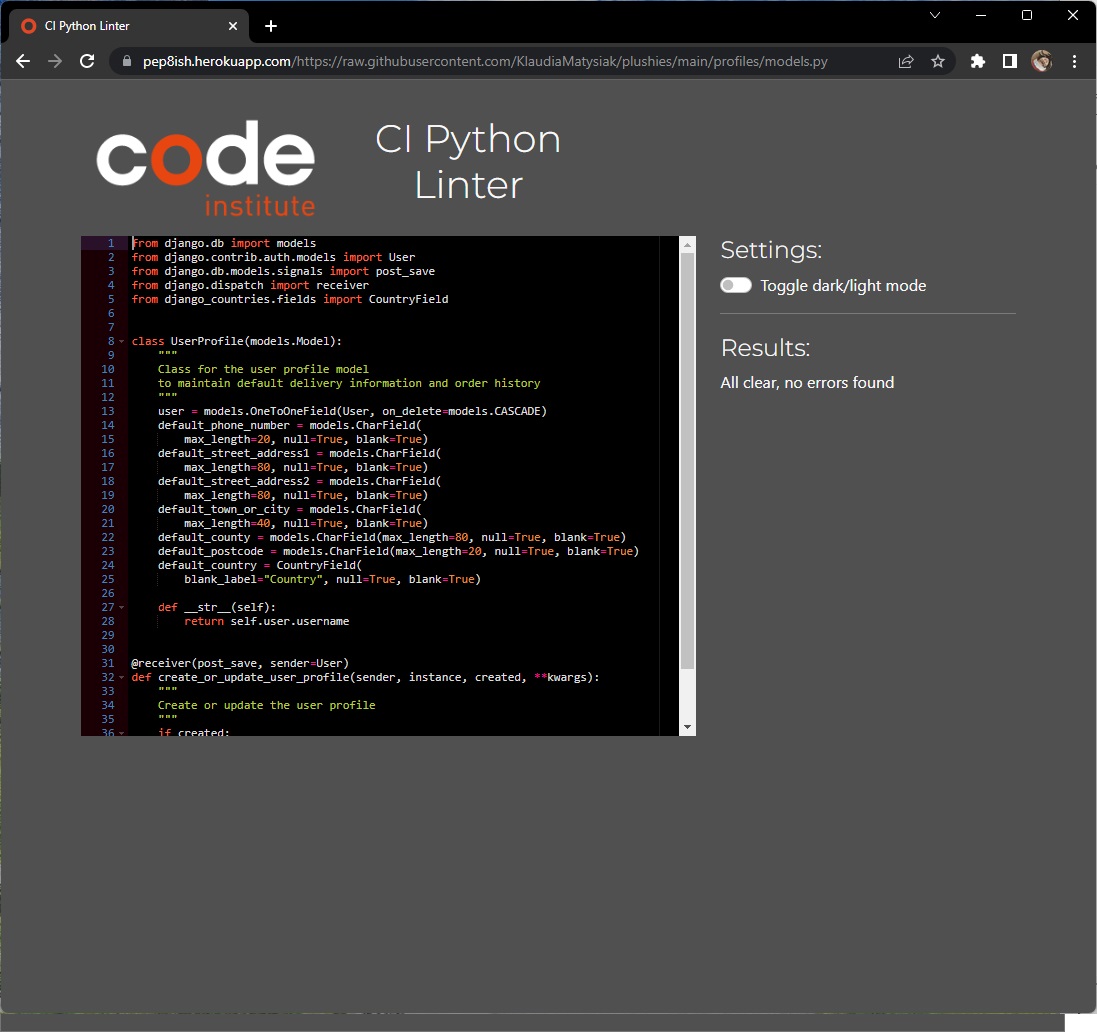 CI Python Linter
pep8ish.herokuapp.com/https://raw.githubusercontent.com/KlaudiaMatysiak/plushies/main/profiles/models.py
code
institute
CI Python
Linter
1 from django.db import models
2 from django.contrib.auth.models import User
3 from django.db.models.signals import post_save
4 from django.dispatch import receiver
5 from django_countries.fields import CountryField
6
7
8 class UserProfile(models.Model):
9     """
10     Class for the user profile model
11     to maintain default delivery information and order history
12     """
13     user = models.OneToOneField(User, on_delete=models.CASCADE)
14     default_phone_number = models.CharField(
15         max_length=20, null=True, blank=True)
16     default_street_address1 = models.CharField(
17         max_length=80, null=True, blank=True)
18     default_street_address2 = models.CharField(
19         max_length=80, null=True, blank=True)
20     default_town_or_city = models.CharField(
21         max_length=40, null=True, blank=True)
22     default_county = models.CharField(max_length=80, null=True, blank=True)
23     default_postcode = models.CharField(max_length=20, null=True, blank=True)
24     default_country = CountryField(
25         blank_label="Country", null=True, blank=True)
26
27     def __str__(self):
28         return self.user.username
29
30
31 @receiver(post_save, sender=User)
32 def create_or_update_user_profile(sender, instance, created, **kwargs):
33     """
34     Create or update the user profile
35     """
36     if created:
Settings:
Toggle dark/light mode
Results:
All clear, no errors found